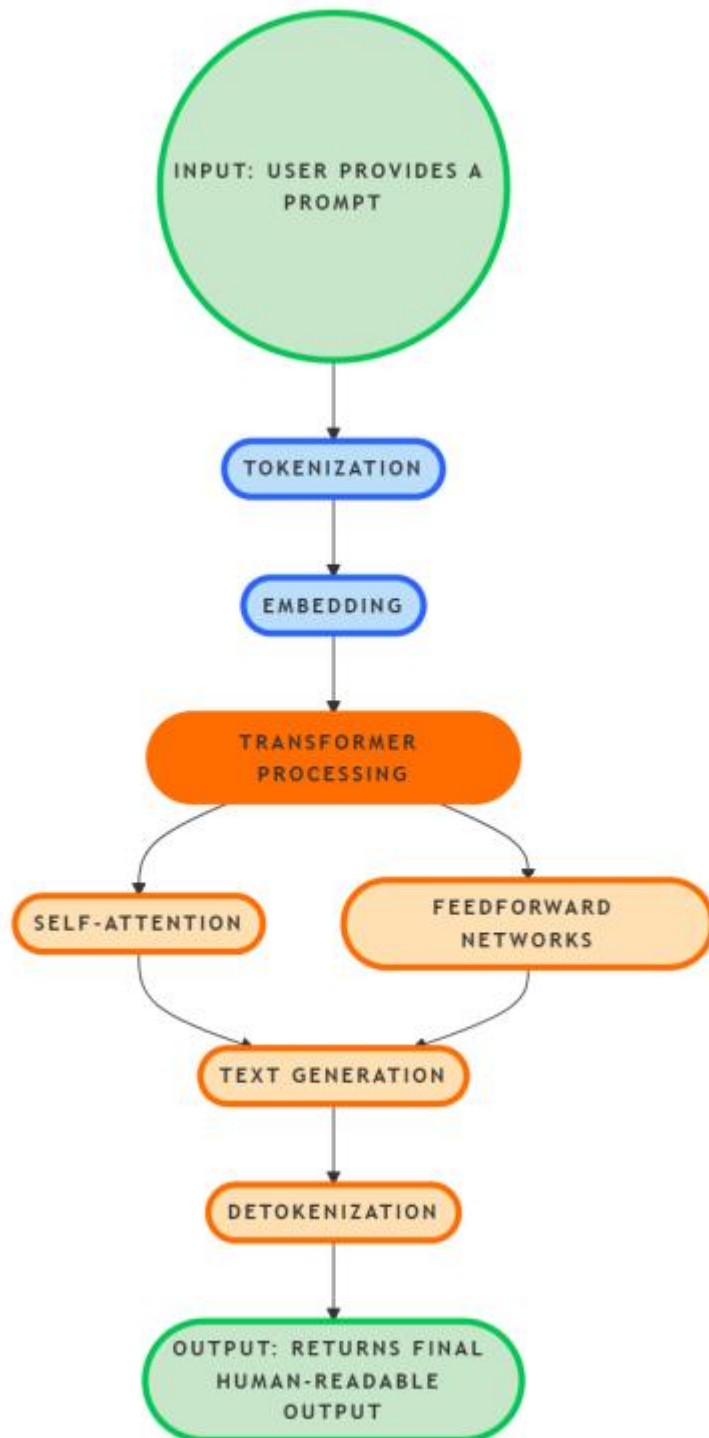 INPUT: USER PROVIDES A
PROMPT
TOKENIZATION
EMBEDDING
TRANSFORMER
PROCESSING
SELF-ATTENTION
FEEDFORWARD
NETWORKS
TEXT GENERATION
DETOKENIZATION
OUTPUT: RETURNS FINAL
HUMAN-READABLE
OUTPUT